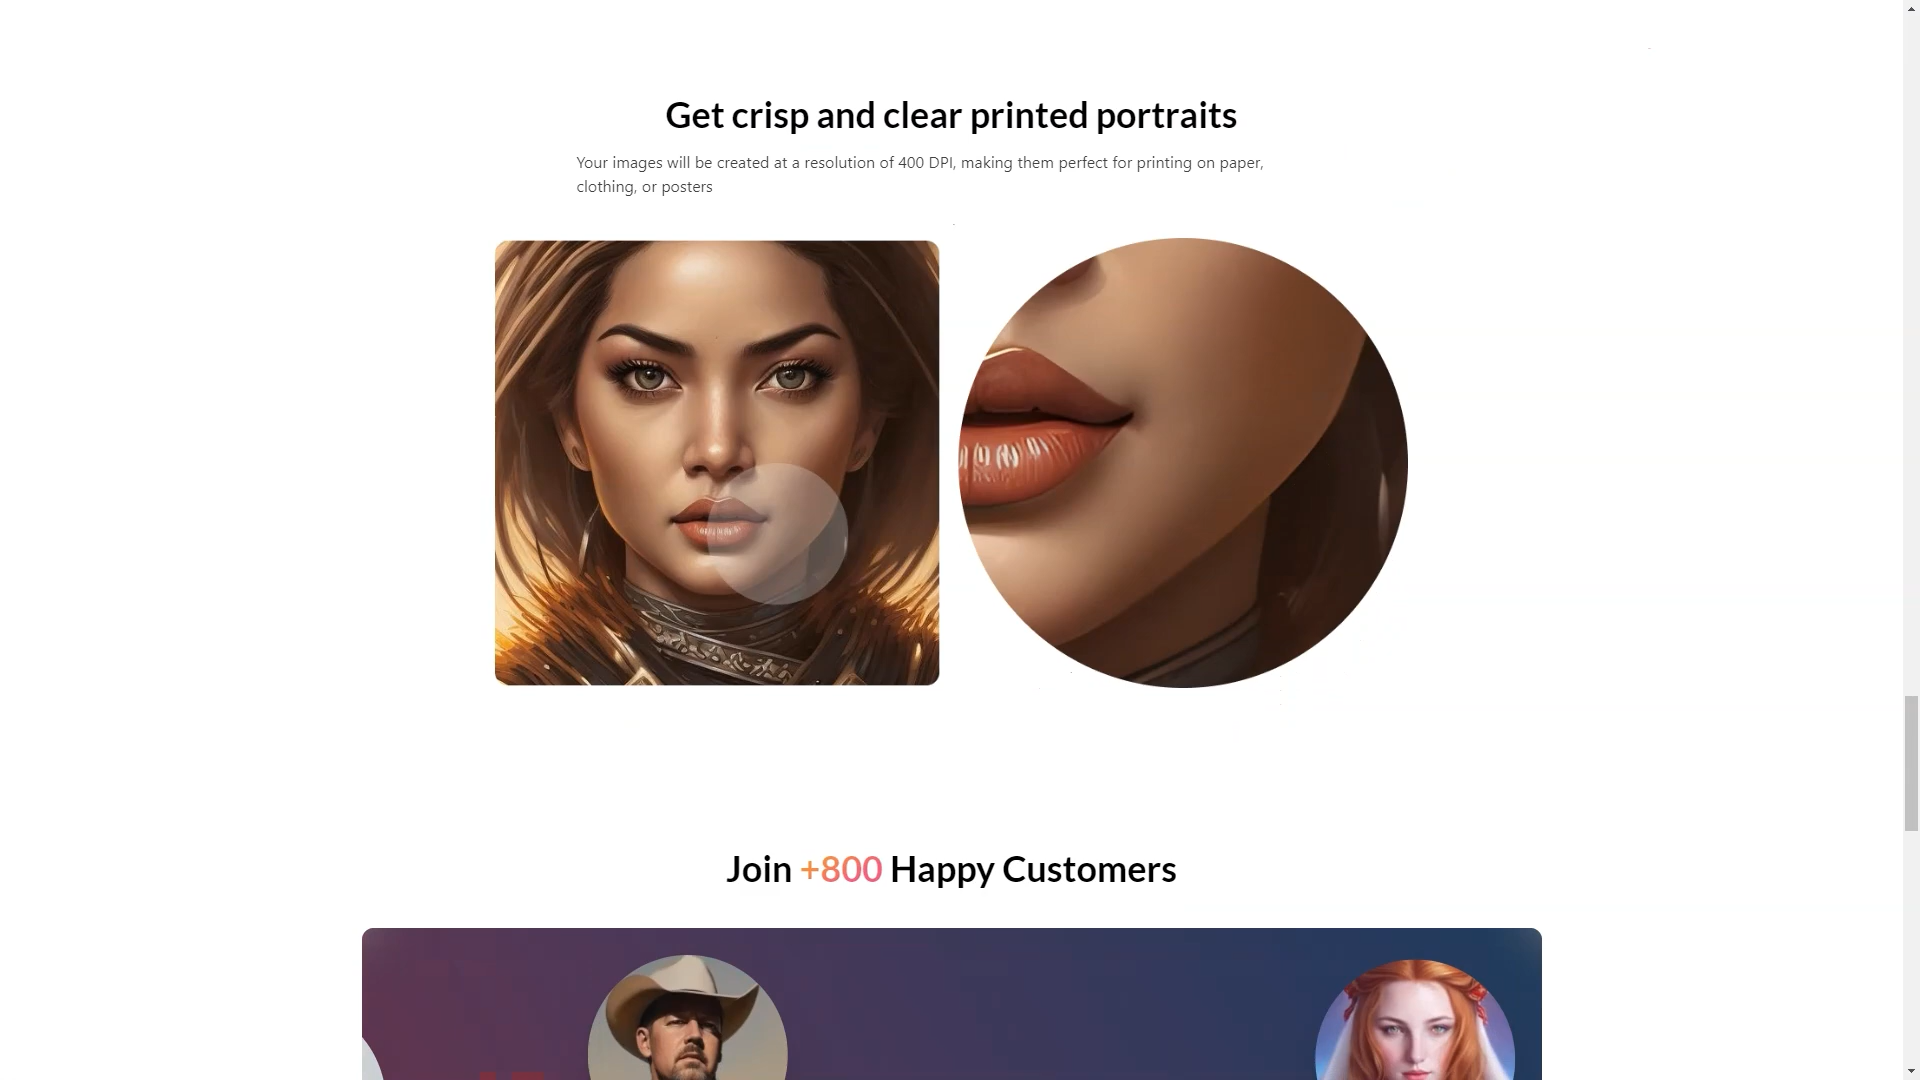 Get crisp and clear printed portraits
Your images will be created at a resolution of 400 DPI, making them perfect for printing on paper,
clothing, or posters
Join +800 Happy Customers